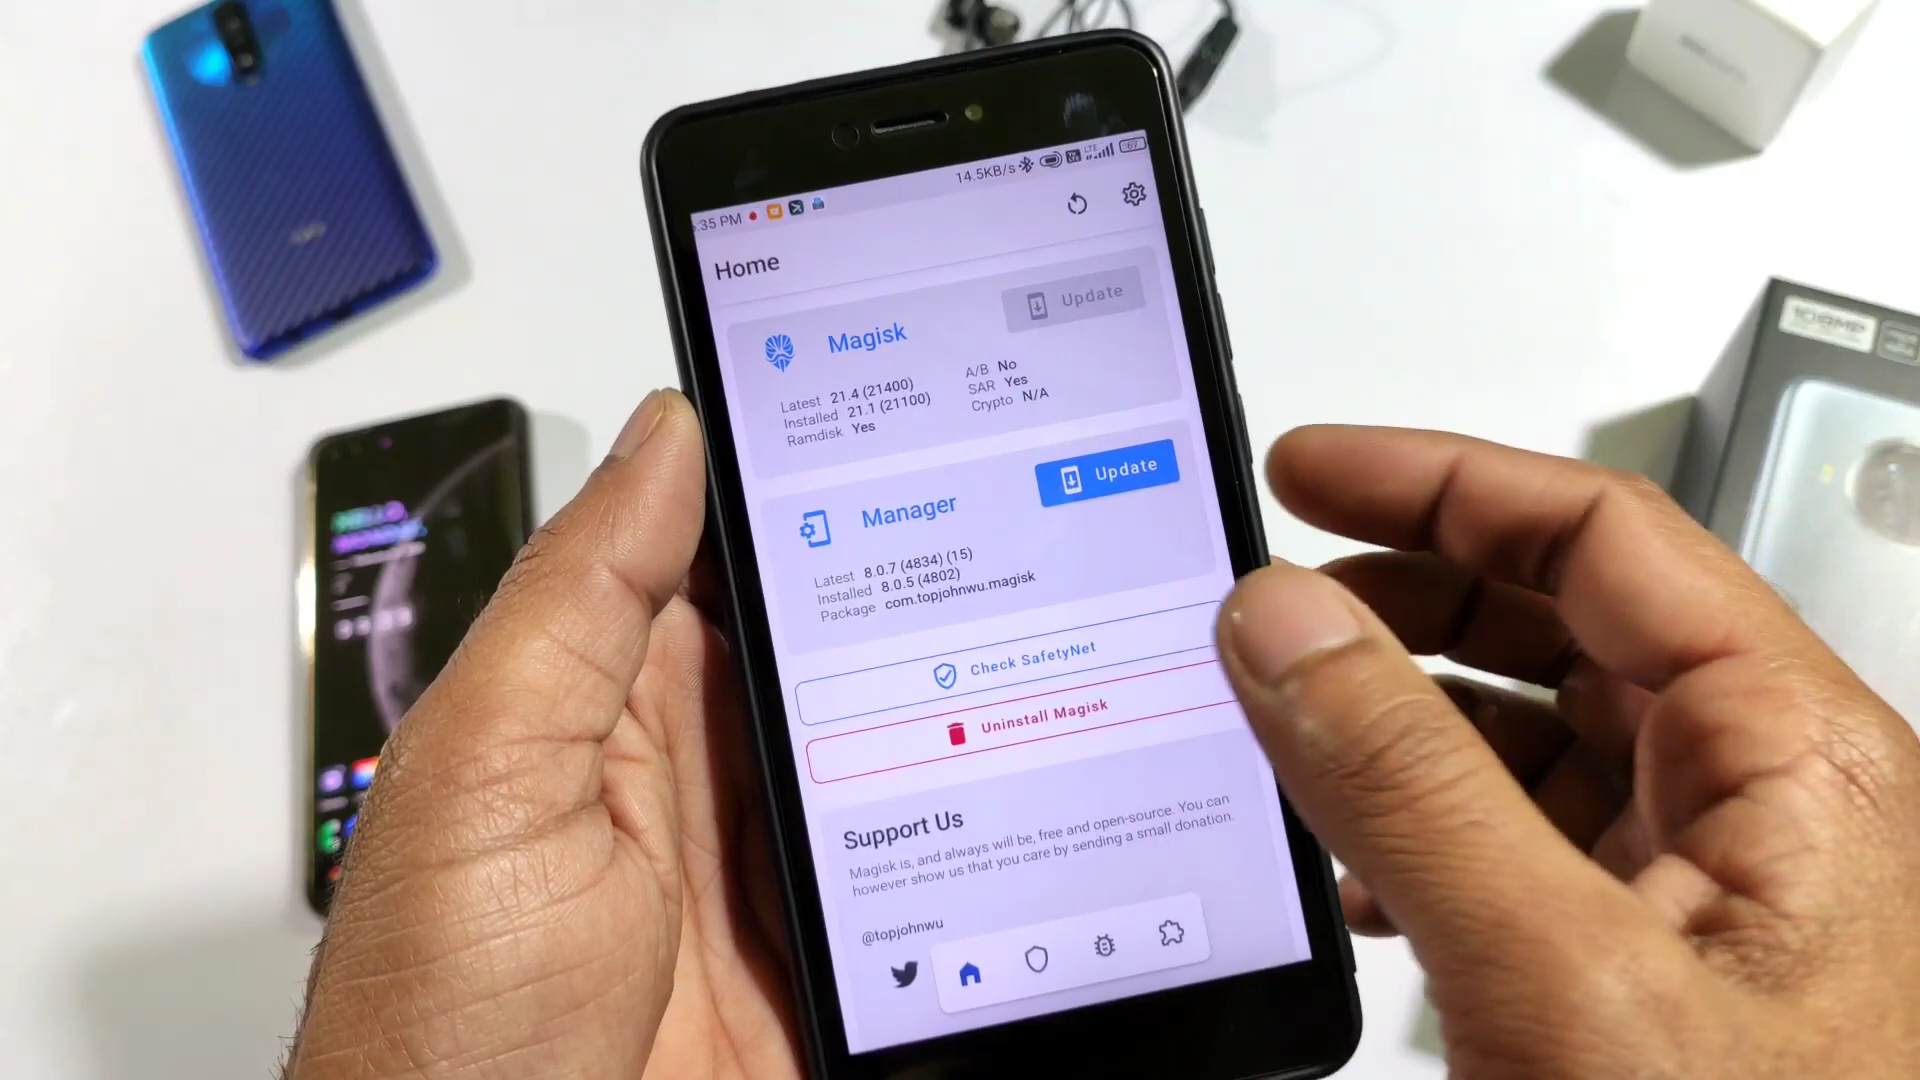 14.5KB/s LTE 67
:35 PM
Home
Magisk
Update
Latest 21.4 (21400)
Installed 21.1 (21100)
Ramdisk Yes
A/B No
SAR Yes
Crypto N/A
Manager
Update
Latest 8.0.7 (4834) (15)
Installed 8.0.5 (4802)
Package com.topjohnwu.magisk
Check SafetyNet
Uninstall Magisk
Support Us
Magisk is, and always will be, free and open-source. You can
however show us that you care by sending a small donation.
@topjohnwu
108MP